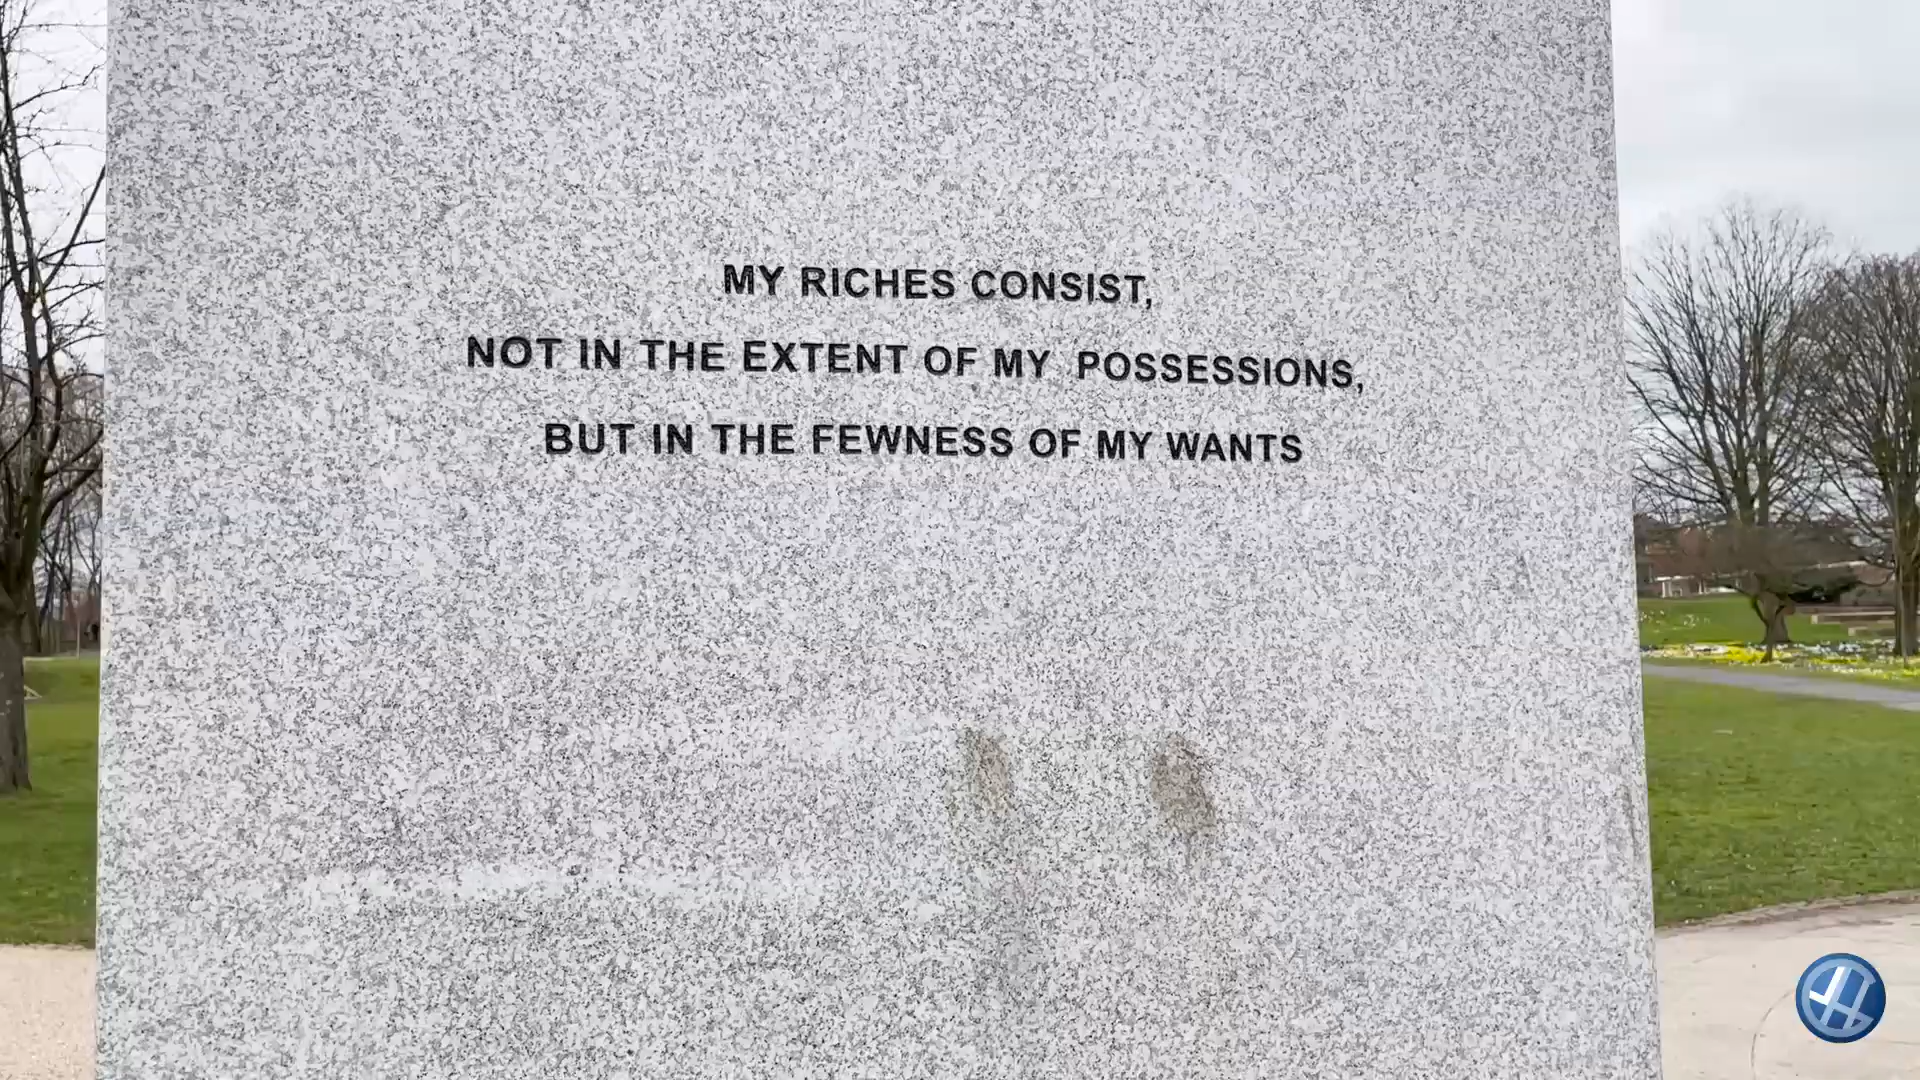 MY RICHES CONSIST,
NOT IN THE EXTENT OF MY POSSESSIONS,
BUT IN THE FEWNESS OF MY WANTS